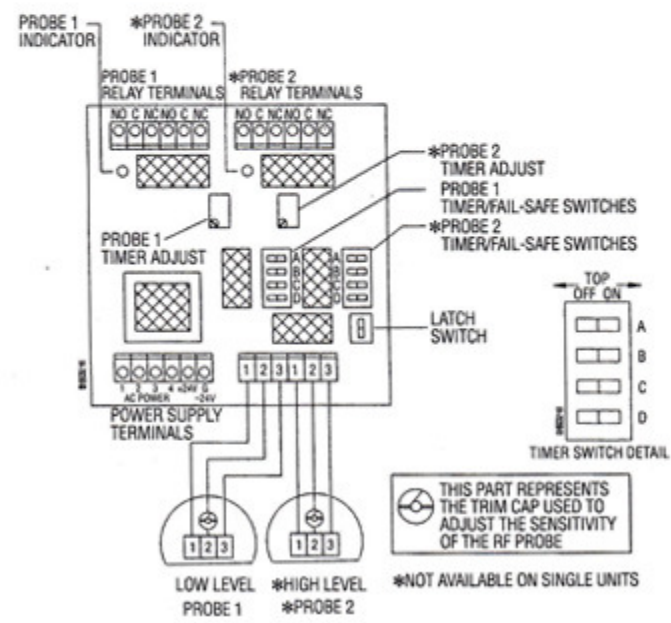 PROBE 1
INDICATOR
*PROBE 2
INDICATOR
PROBE 1
RELAY TERMINALS
*PROBE 2
RELAY TERMINALS
NO C NC NO C NC
NO C NC NO C NC
*PROBE 2
TIMER ADJUST
PROBE 1
TIMER/FAIL-SAFE SWITCHES
*PROBE 2
TIMER/FAIL-SAFE SWITCHES
PROBE 1
TIMER ADJUST
A
B
C
D
A
B
C
D
LATCH
SWITCH
TOP
OFF ON
A
B
C
D
TIMER SWITCH DETAIL
1 2 3 4 +24V G
AC POWER -24V
POWER SUPPLY
TERMINALS
1 2 3 1 2 3
1 2 3
1 2 3
LOW LEVEL
PROBE 1
*HIGH LEVEL
*PROBE 2
THIS PART REPRESENTS
THE TRIM CAP USED TO
ADJUST THE SENSITIVITY
OF THE RF PROBE
*NOT AVAILABLE ON SINGLE UNITS